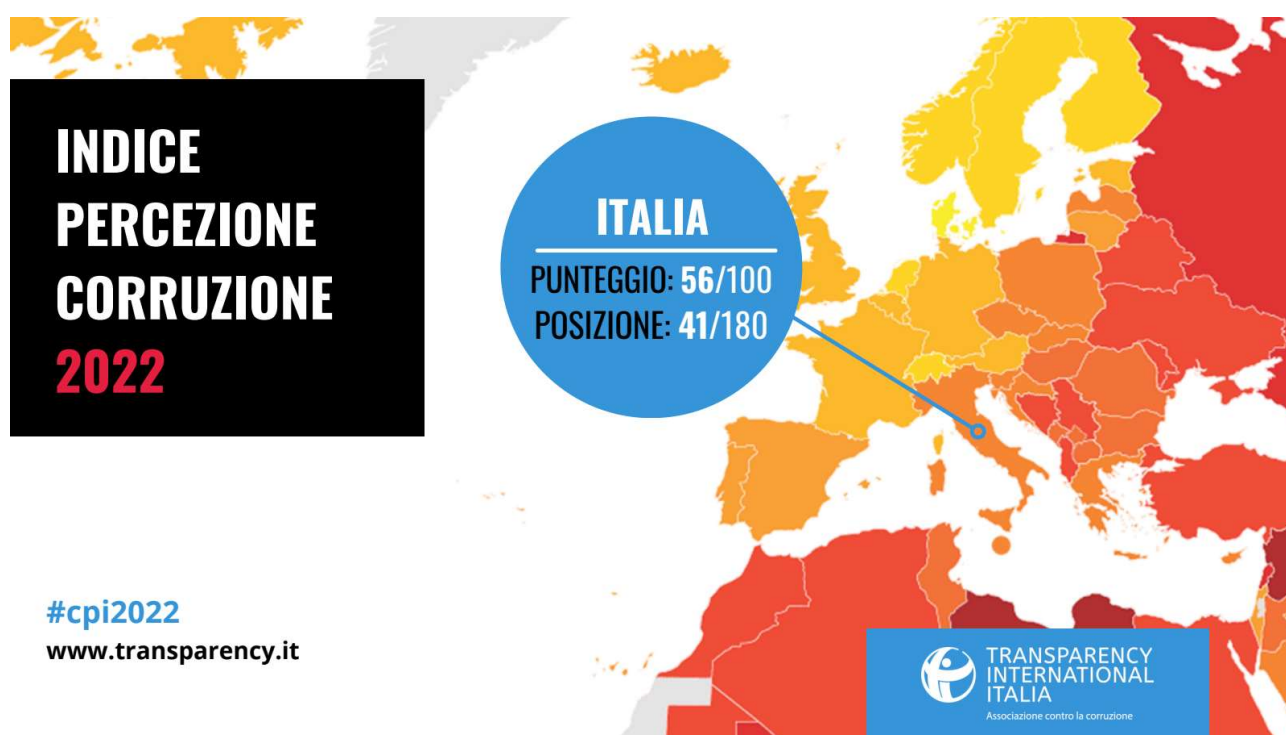 INDICE
PERCEZIONE
CORRUZIONE
2022
ITALIA
PUNTEGGIO: 56/100
POSIZIONE: 41/180
#cpi2022
www.transparency.it
TRANSPARENCY
INTERNATIONAL
ITALIA
Associazione contro la corruzione